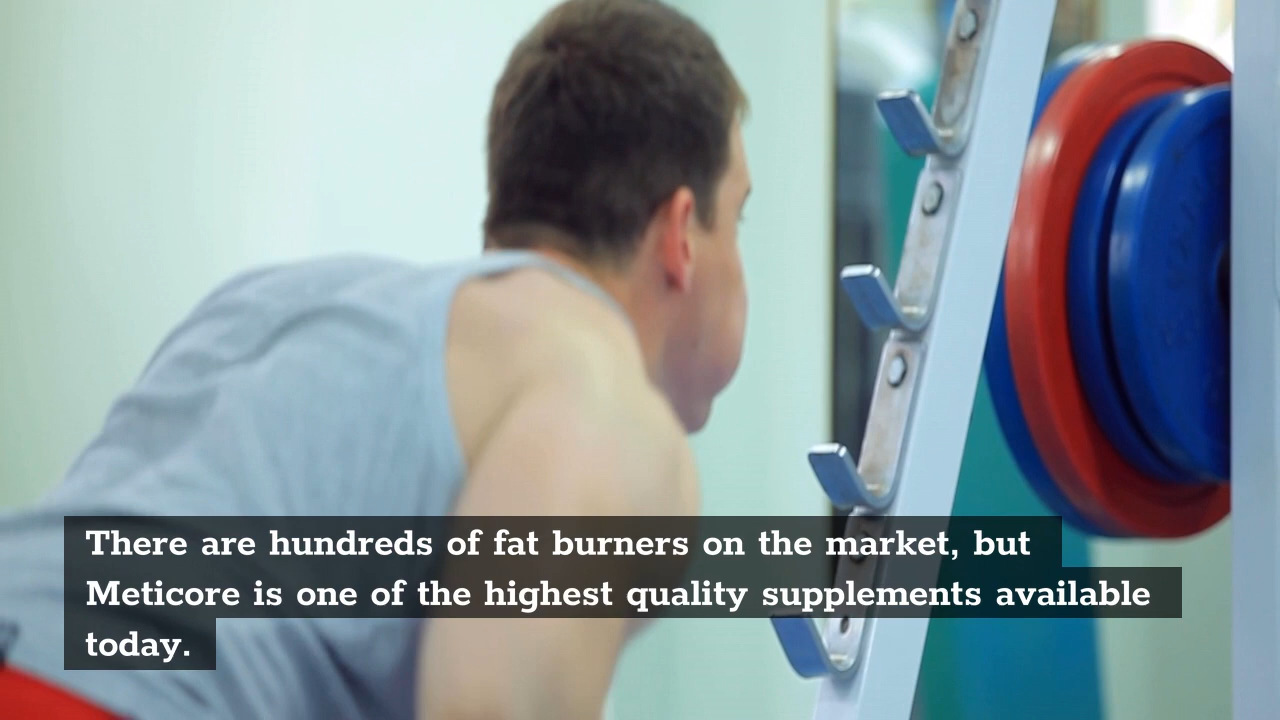 There are hundreds of fat burners on the market, but
Meticore is one of the highest quality supplements available
today.